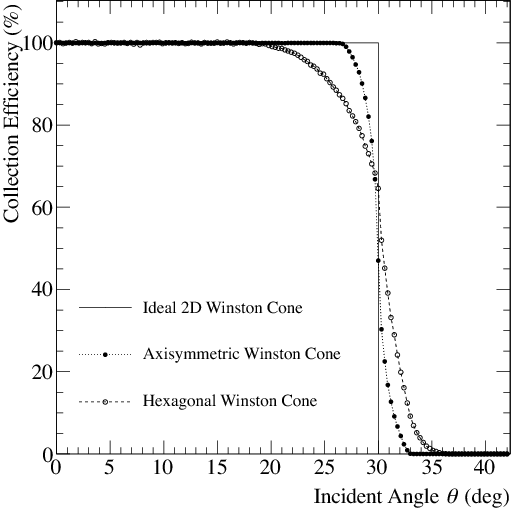 Collection Efficiency (%)
100
80
60
40
20
0
Ideal 2D Winston Cone
Axisymmetric Winston Cone
Hexagonal Winston Cone
0 5 10 15 20 25 30 35 40
Incident Angle θ (deg)